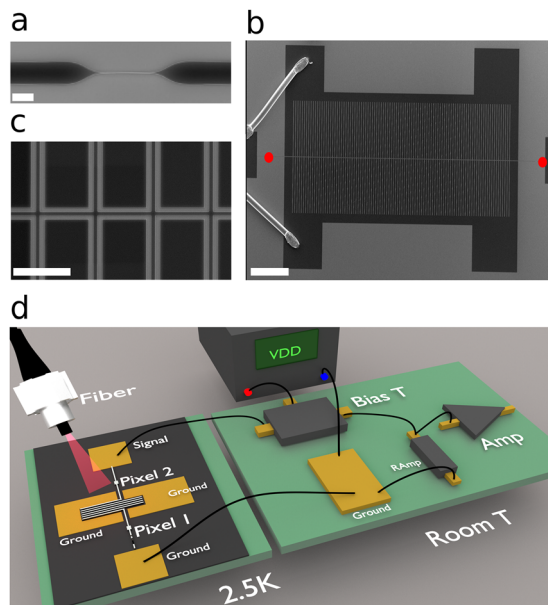 a
b
c
d
VDD
Fiber
Bias T
Signal
Amp
Pixel 2
RAmp
Ground
Ground
Pixel 1
Ground
Ground
Room T
2.5K